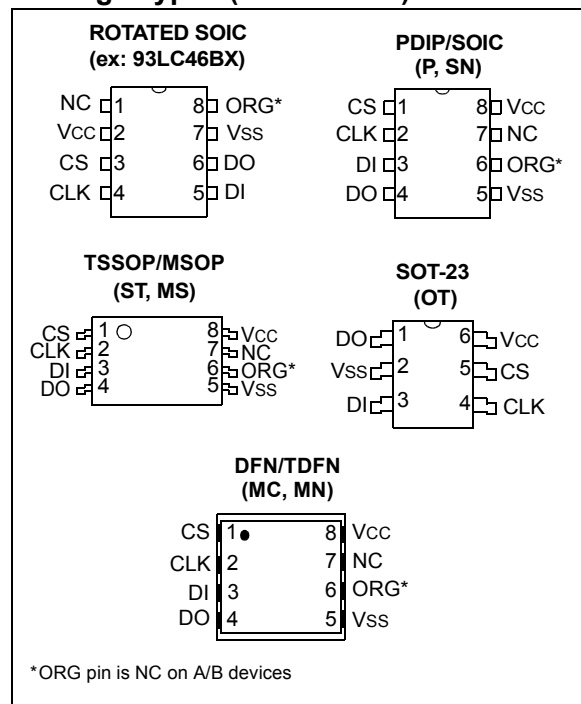 ROTATED SOIC
(ex: 93LC46BX)
NC 1 8 ORG*
VCC 2 7 VSS
CS 3 6 DO
CLK 4 5 DI
PDIP/SOIC
(P, SN)
CS 1 8 VCC
CLK 2 7 NC
DI 3 6 ORG*
DO 4 5 VSS
TSSOP/MSOP
(ST, MS)
CS 1 8 VCC
CLK 2 7 NC
DI 3 6 ORG*
DO 4 5 VSS
SOT-23
(OT)
DO 1 6 VCC
VSS 2 5 CS
DI 3 4 CLK
DFN/TDFN
(MC, MN)
CS 1 8 VCC
CLK 2 7 NC
DI 3 6 ORG*
DO 4 5 VSS
*ORG pin is NC on A/B devices